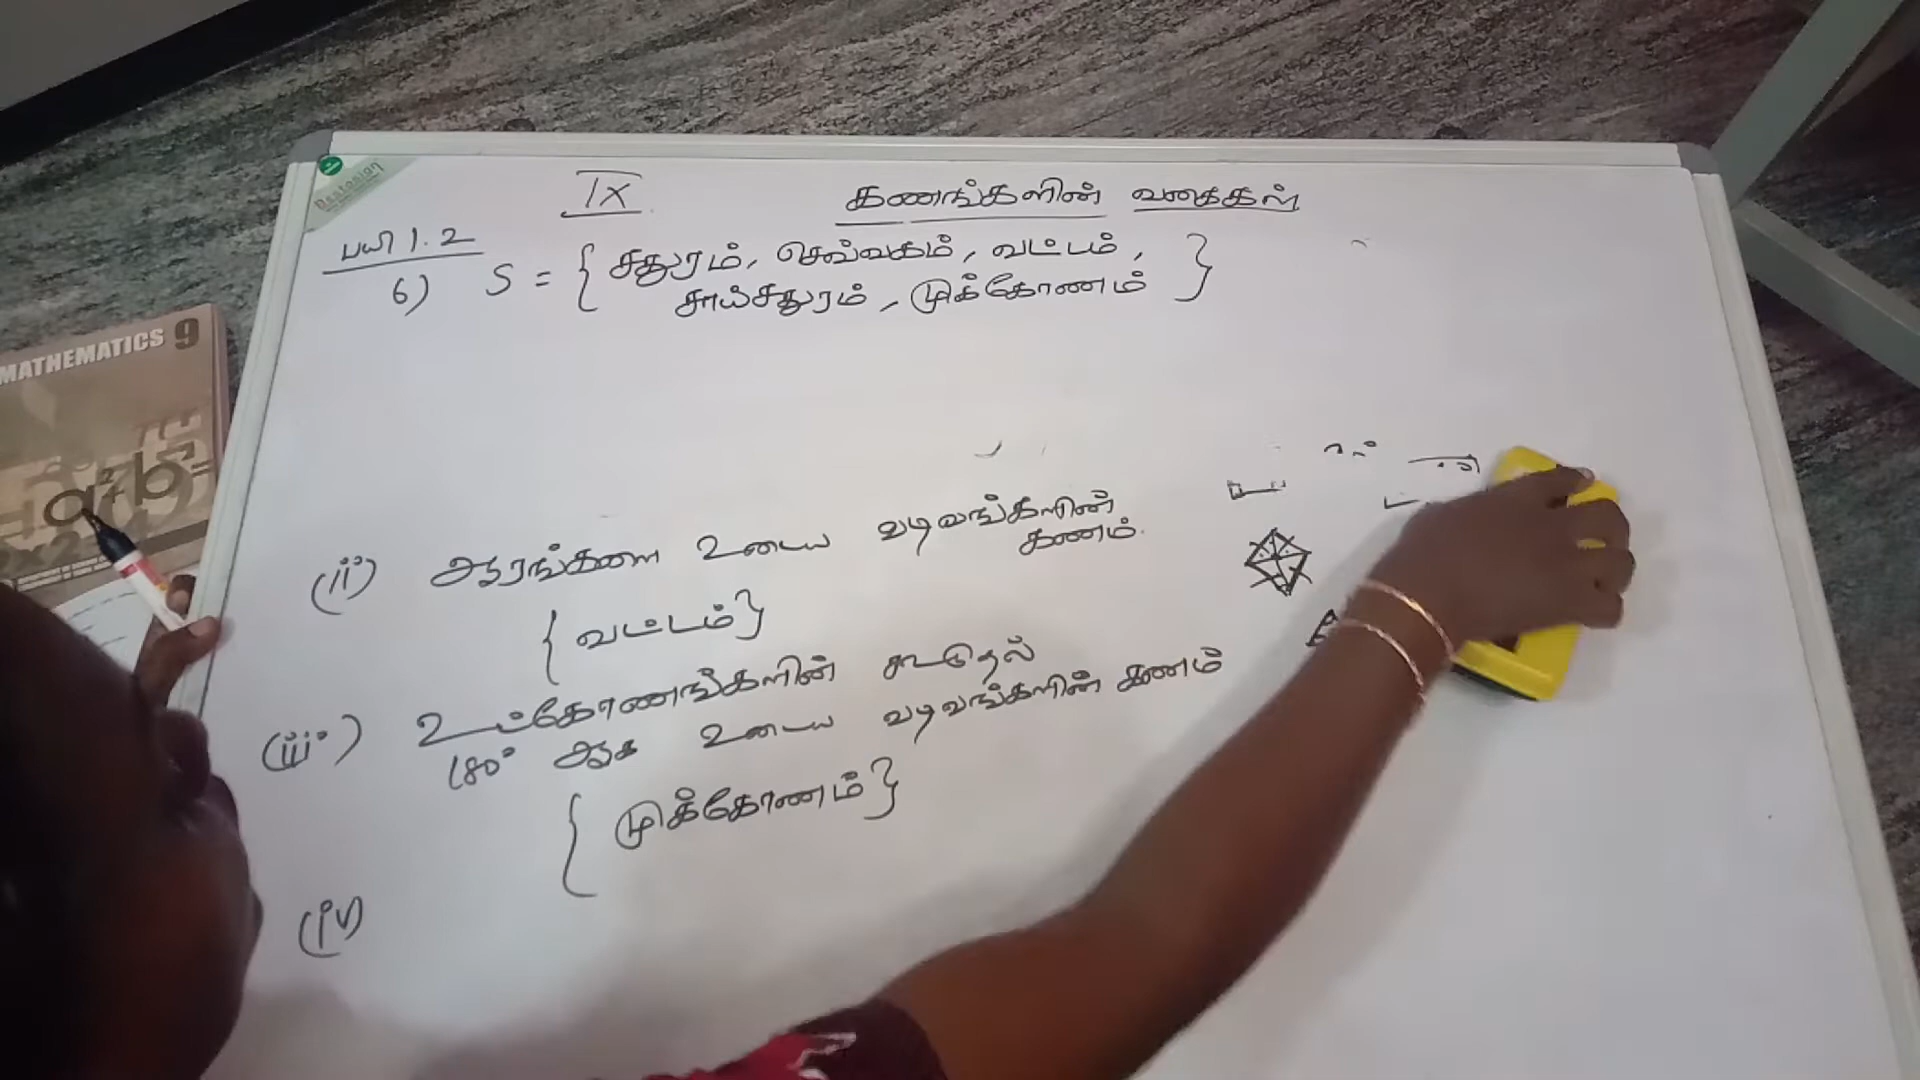 IX கணங்களின் வகைகள்
பயி 1.2
6) S = { சதுரம், செவ்வகம், வட்டம்,
சாய்சதுரம், முக்கோணம் }
MATHEMATICS 9
a² b² =
(ii) ஆரங்களை உடைய வடிவங்களின்
கணம்.
{ வட்டம் }
(iii) உட்கோணங்களின் கூடுதல்
180° ஆக உடைய வடிவங்களின் கணம்
{ முக்கோணம் }
(iv)